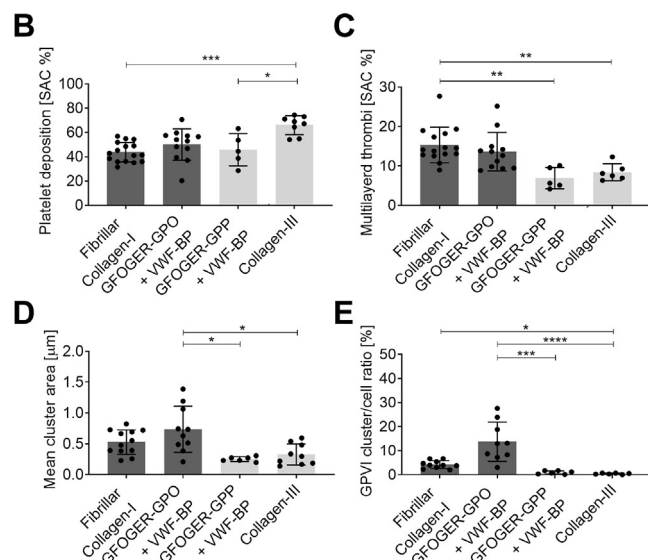 B
Platelet deposition [SAC %]
100
80
60
40
20
0
***
*
Fibrillar
Collagen-I
GFOGER-GPO
+ VWF-BP
GFOGER-GPP
+ VWF-BP
Collagen-III
C
Multilayerd thrombi [SAC %]
30
20
10
0
**
**
Fibrillar
Collagen-I
GFOGER-GPO
+ VWF-BP
GFOGER-GPP
+ VWF-BP
Collagen-III
D
Mean cluster area [µm]
2.0
1.5
1.0
0.5
0.0
*
*
Fibrillar
Collagen-I
GFOGER-GPO
+ VWF-BP
GFOGER-GPP
+ VWF-BP
Collagen-III
E
GPVI cluster/cell ratio [%]
50
40
30
20
10
0
*
****
***
Fibrillar
Collagen-I
GFOGER-GPO
+ VWF-BP
GFOGER-GPP
+ VWF-BP
Collagen-III